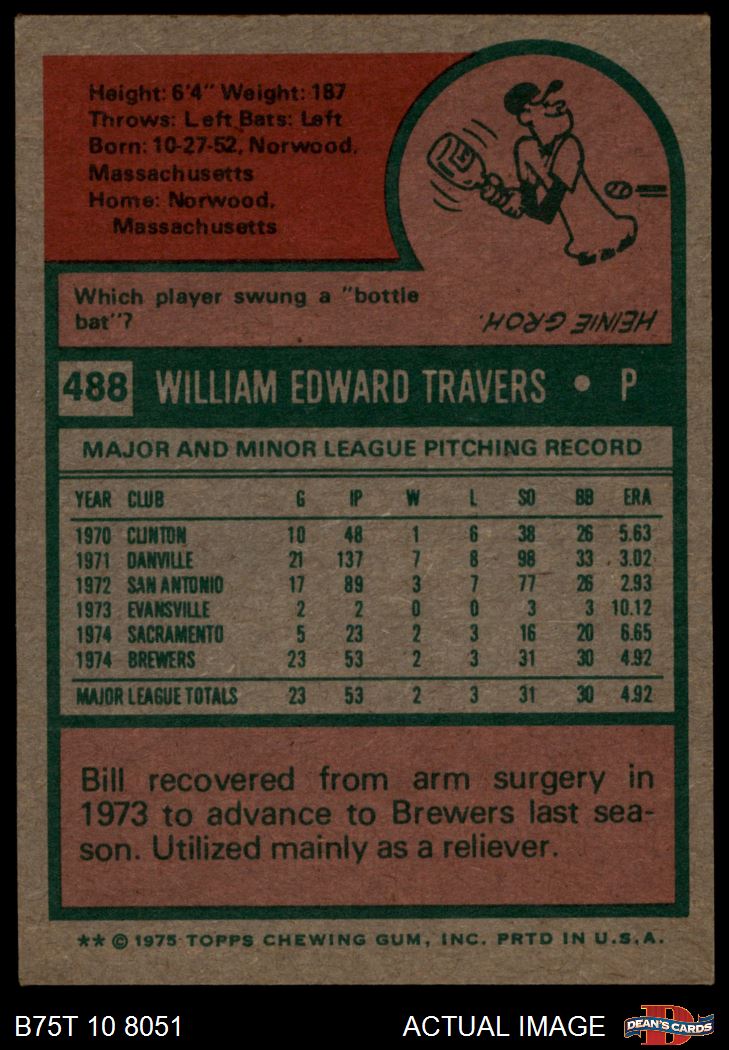 Height: 6'4" Weight: 187
Throws: Left Bats: Left
Born: 10-27-52, Norwood,
Massachusetts
Home: Norwood,
Massachusetts
Which player swung a "bottle
bat"?
HEINIE GROH.
488 WILLIAM EDWARD TRAVERS • P
MAJOR AND MINOR LEAGUE PITCHING RECORD
YEAR CLUB G IP W L SO BB ERA
1970 CLINTON 10 48 1 6 38 26 5.63
1971 DANVILLE 21 137 7 8 98 33 3.02
1972 SAN ANTONIO 17 89 3 7 77 26 2.93
1973 EVANSVILLE 2 2 0 0 3 3 10.12
1974 SACRAMENTO 5 23 2 3 16 20 6.65
1974 BREWERS 23 53 2 3 31 30 4.92
MAJOR LEAGUE TOTALS 23 53 2 3 31 30 4.92
Bill recovered from arm surgery in
1973 to advance to Brewers last sea-
son. Utilized mainly as a reliever.
** © 1975 TOPPS CHEWING GUM, INC. PRTD IN U.S.A.
B75T 10 8051 ACTUAL IMAGE D DEAN'S CARDS